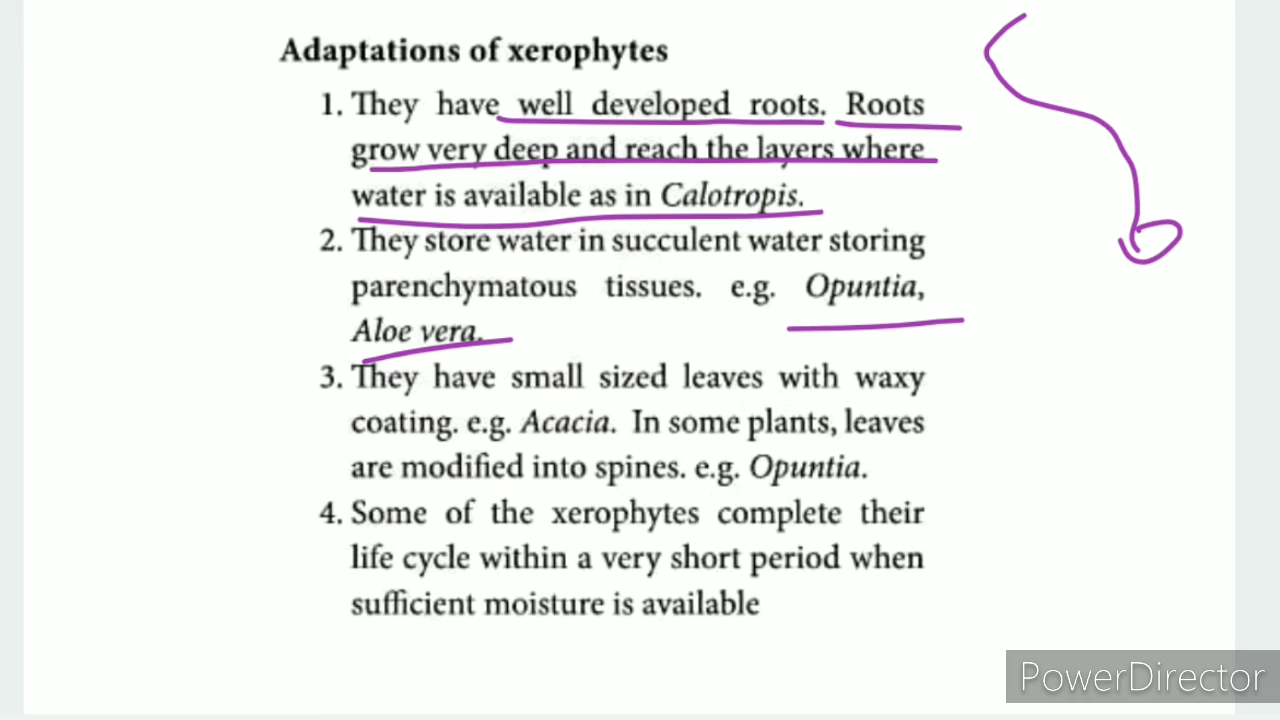 Adaptations of xerophytes
1. They have well developed roots. Roots
grow very deep and reach the layers where
water is available as in Calotropis.
2. They store water in succulent water storing
parenchymatous tissues. e.g. Opuntia,
Aloe vera.
3. They have small sized leaves with waxy
coating. e.g. Acacia. In some plants, leaves
are modified into spines. e.g. Opuntia.
4. Some of the xerophytes complete their
life cycle within a very short period when
sufficient moisture is available
PowerDirector